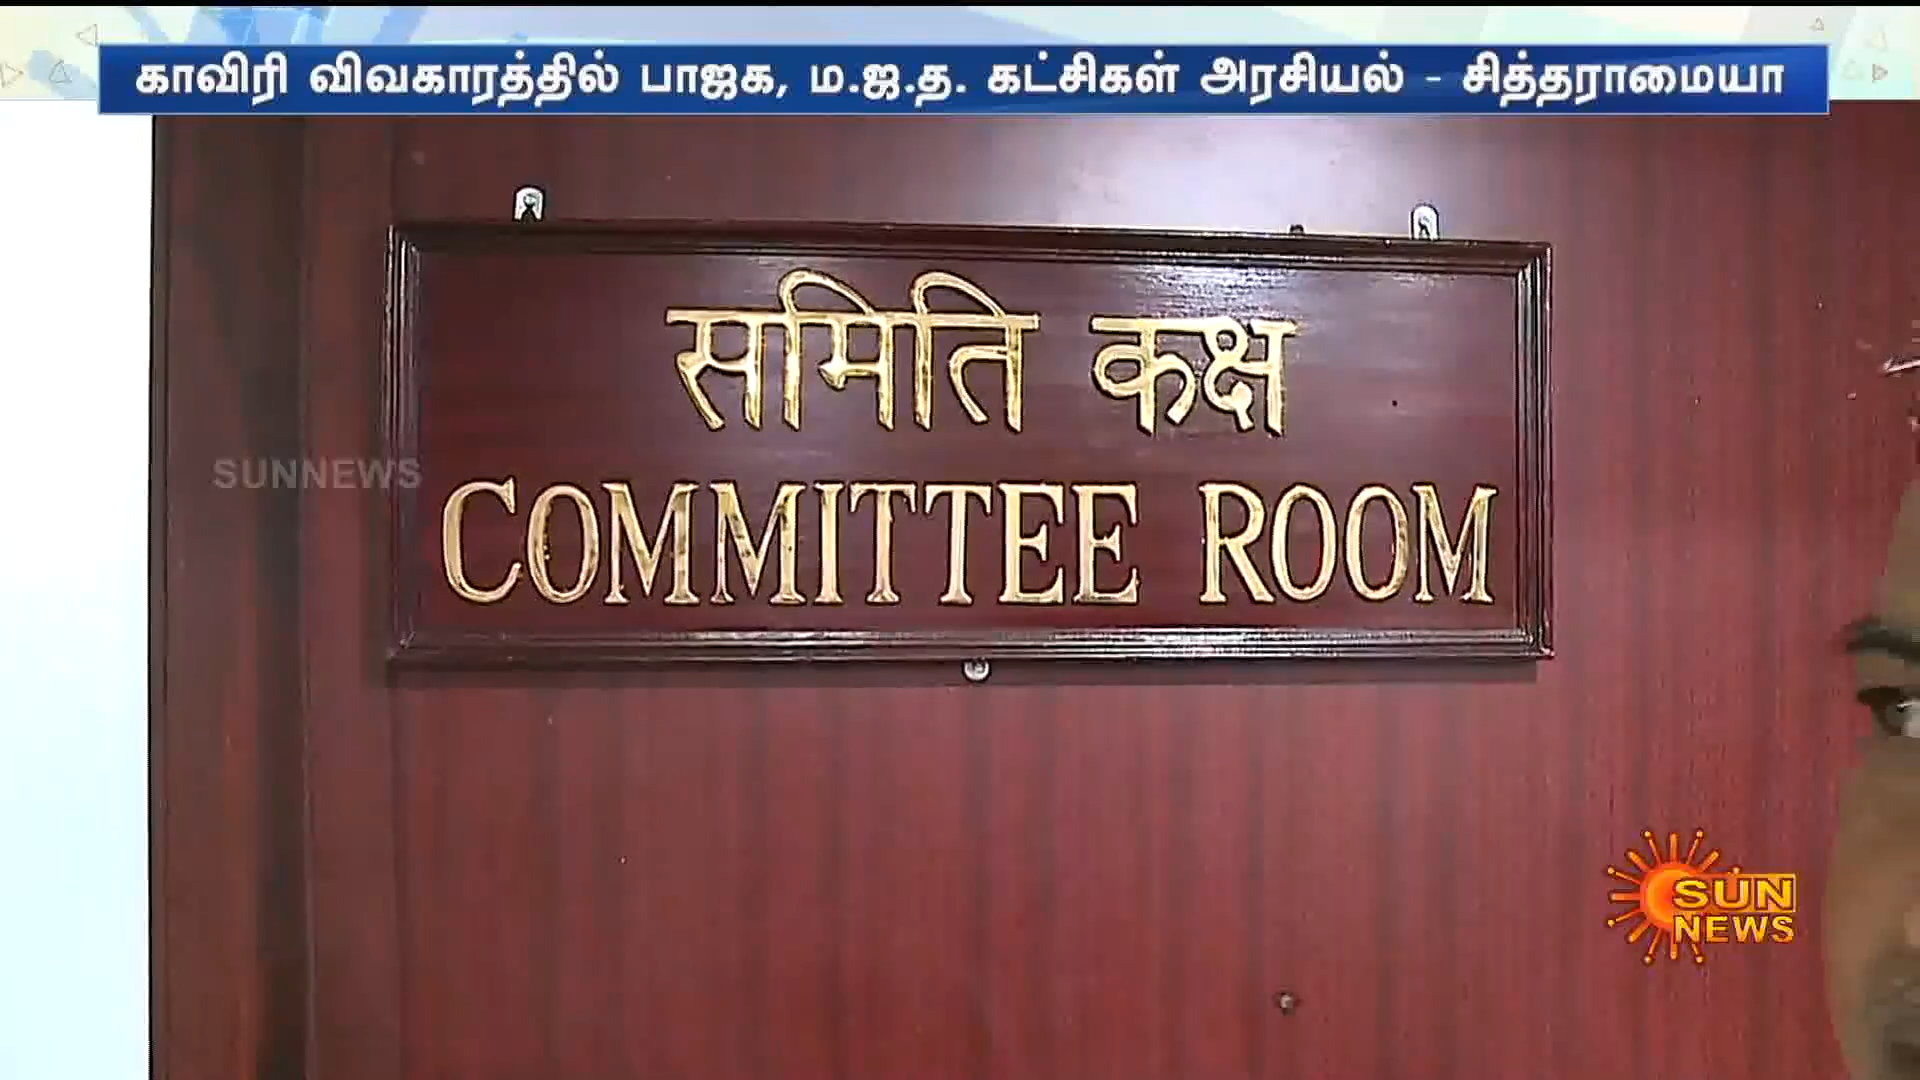 காவிரி விவகாரத்தில் பாஜக, ம.ஜ.த. கட்சிகள் அரசியல் - சித்தராமையா
समिति कक्ष
SUNNEWS
COMMITTEE ROOM
SUN
NEWS